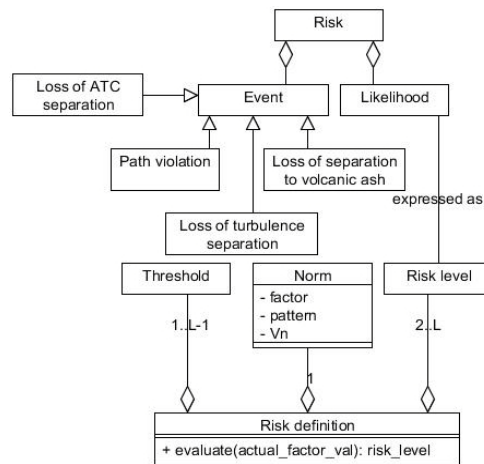 Risk
Loss of ATC
separation
Event
Likelihood
Path violation
Loss of separation
to volcanic ash
expressed as
Loss of turbulence
separation
Threshold
Norm
- factor
- pattern
- Vn
Risk level
1..L-1
2..L
1
Risk definition
+ evaluate(actual_factor_val): risk_level